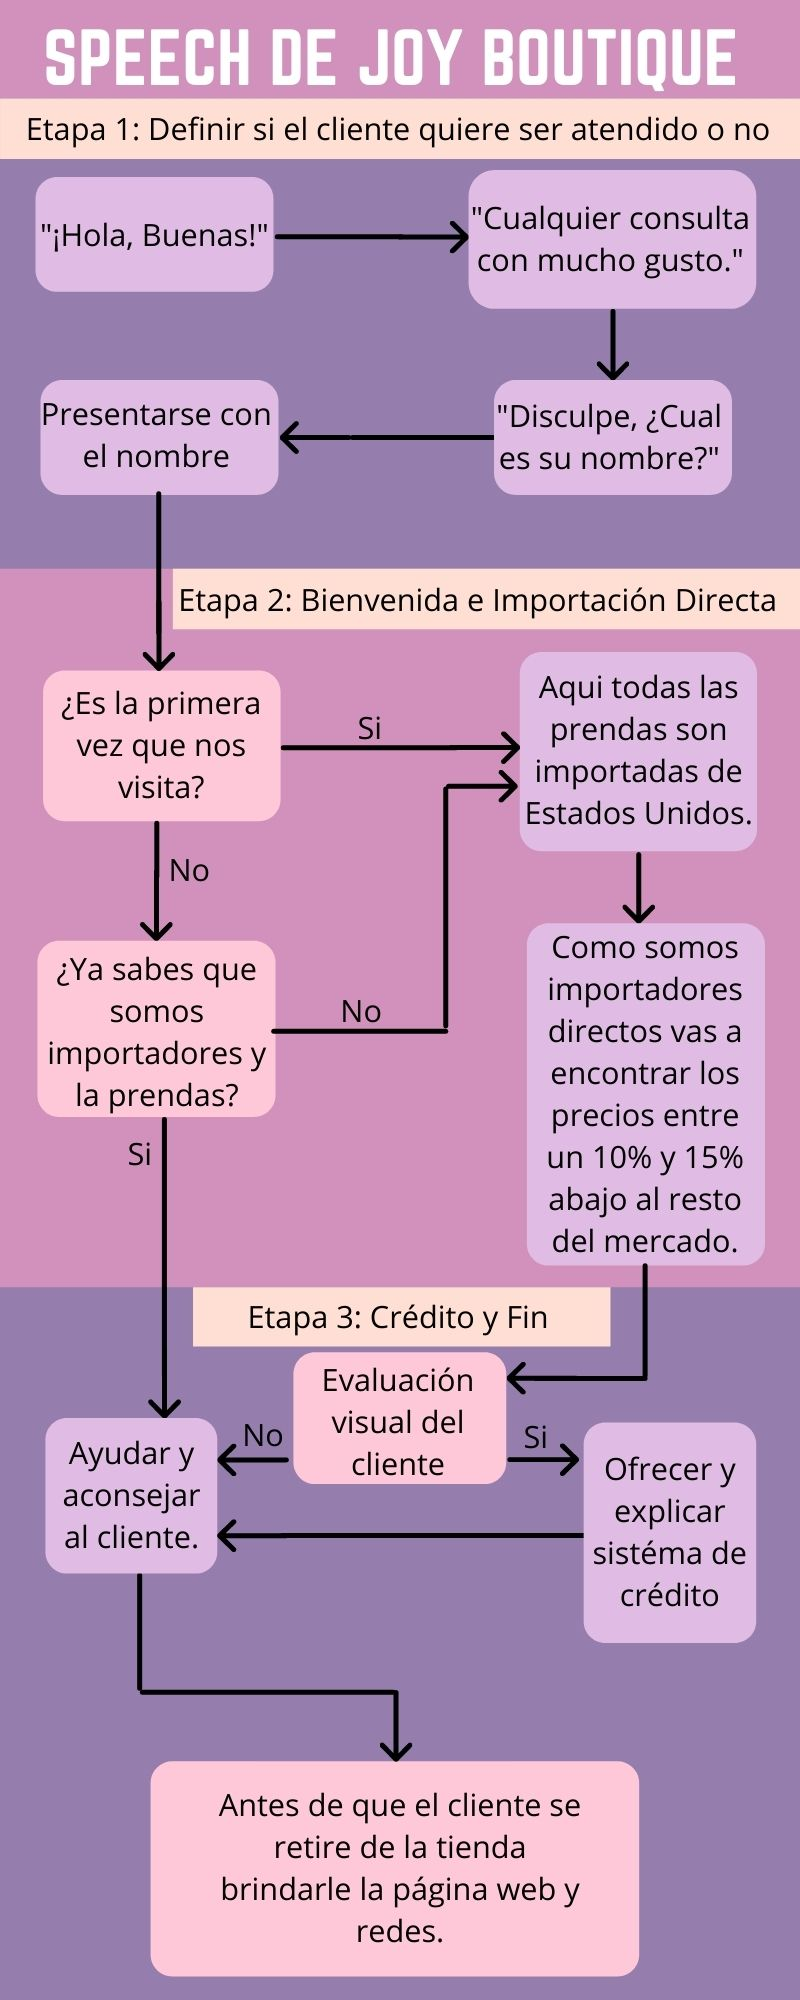 SPEECH DE JOY BOUTIQUE
Etapa 1: Definir si el cliente quiere ser atendido o no
"¡Hola, Buenas!"
"Cualquier consulta
con mucho gusto."
"Disculpe, ¿Cual
es su nombre?"
Presentarse con
el nombre
Etapa 2: Bienvenida e Importación Directa
¿Es la primera
vez que nos
visita?
Si
Aqui todas las
prendas son
importadas de
Estados Unidos.
No
¿Ya sabes que
somos
importadores y
la prendas?
No
Como somos
importadores
directos vas a
encontrar los
precios entre
un 10% y 15%
abajo al resto
del mercado.
Si
Etapa 3: Crédito y Fin
Evaluación
visual del
cliente
No
Si
Ayudar y
aconsejar
al cliente.
Ofrecer y
explicar
sistéma de
crédito
Antes de que el cliente se
retire de la tienda
brindarle la página web y
redes.